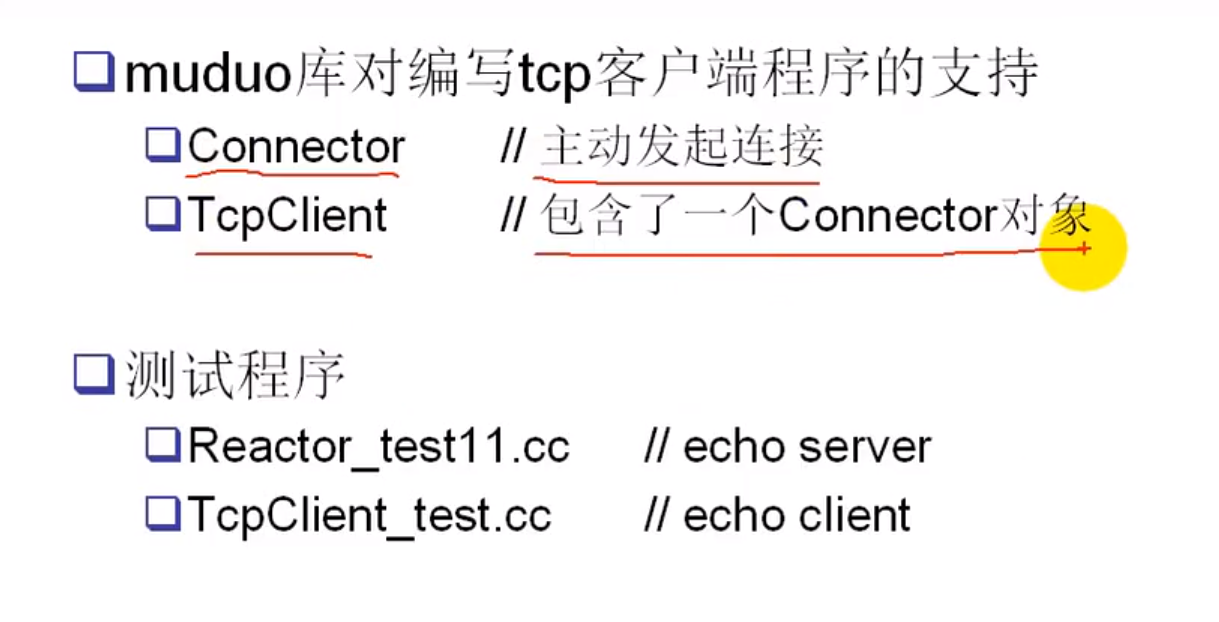 muduo库对编写tcp客户端程序的支持
Connector // 主动发起连接
TcpClient // 包含了一个Connector对象
测试程序
Reactor_test11.cc // echo server
TcpClient_test.cc // echo client